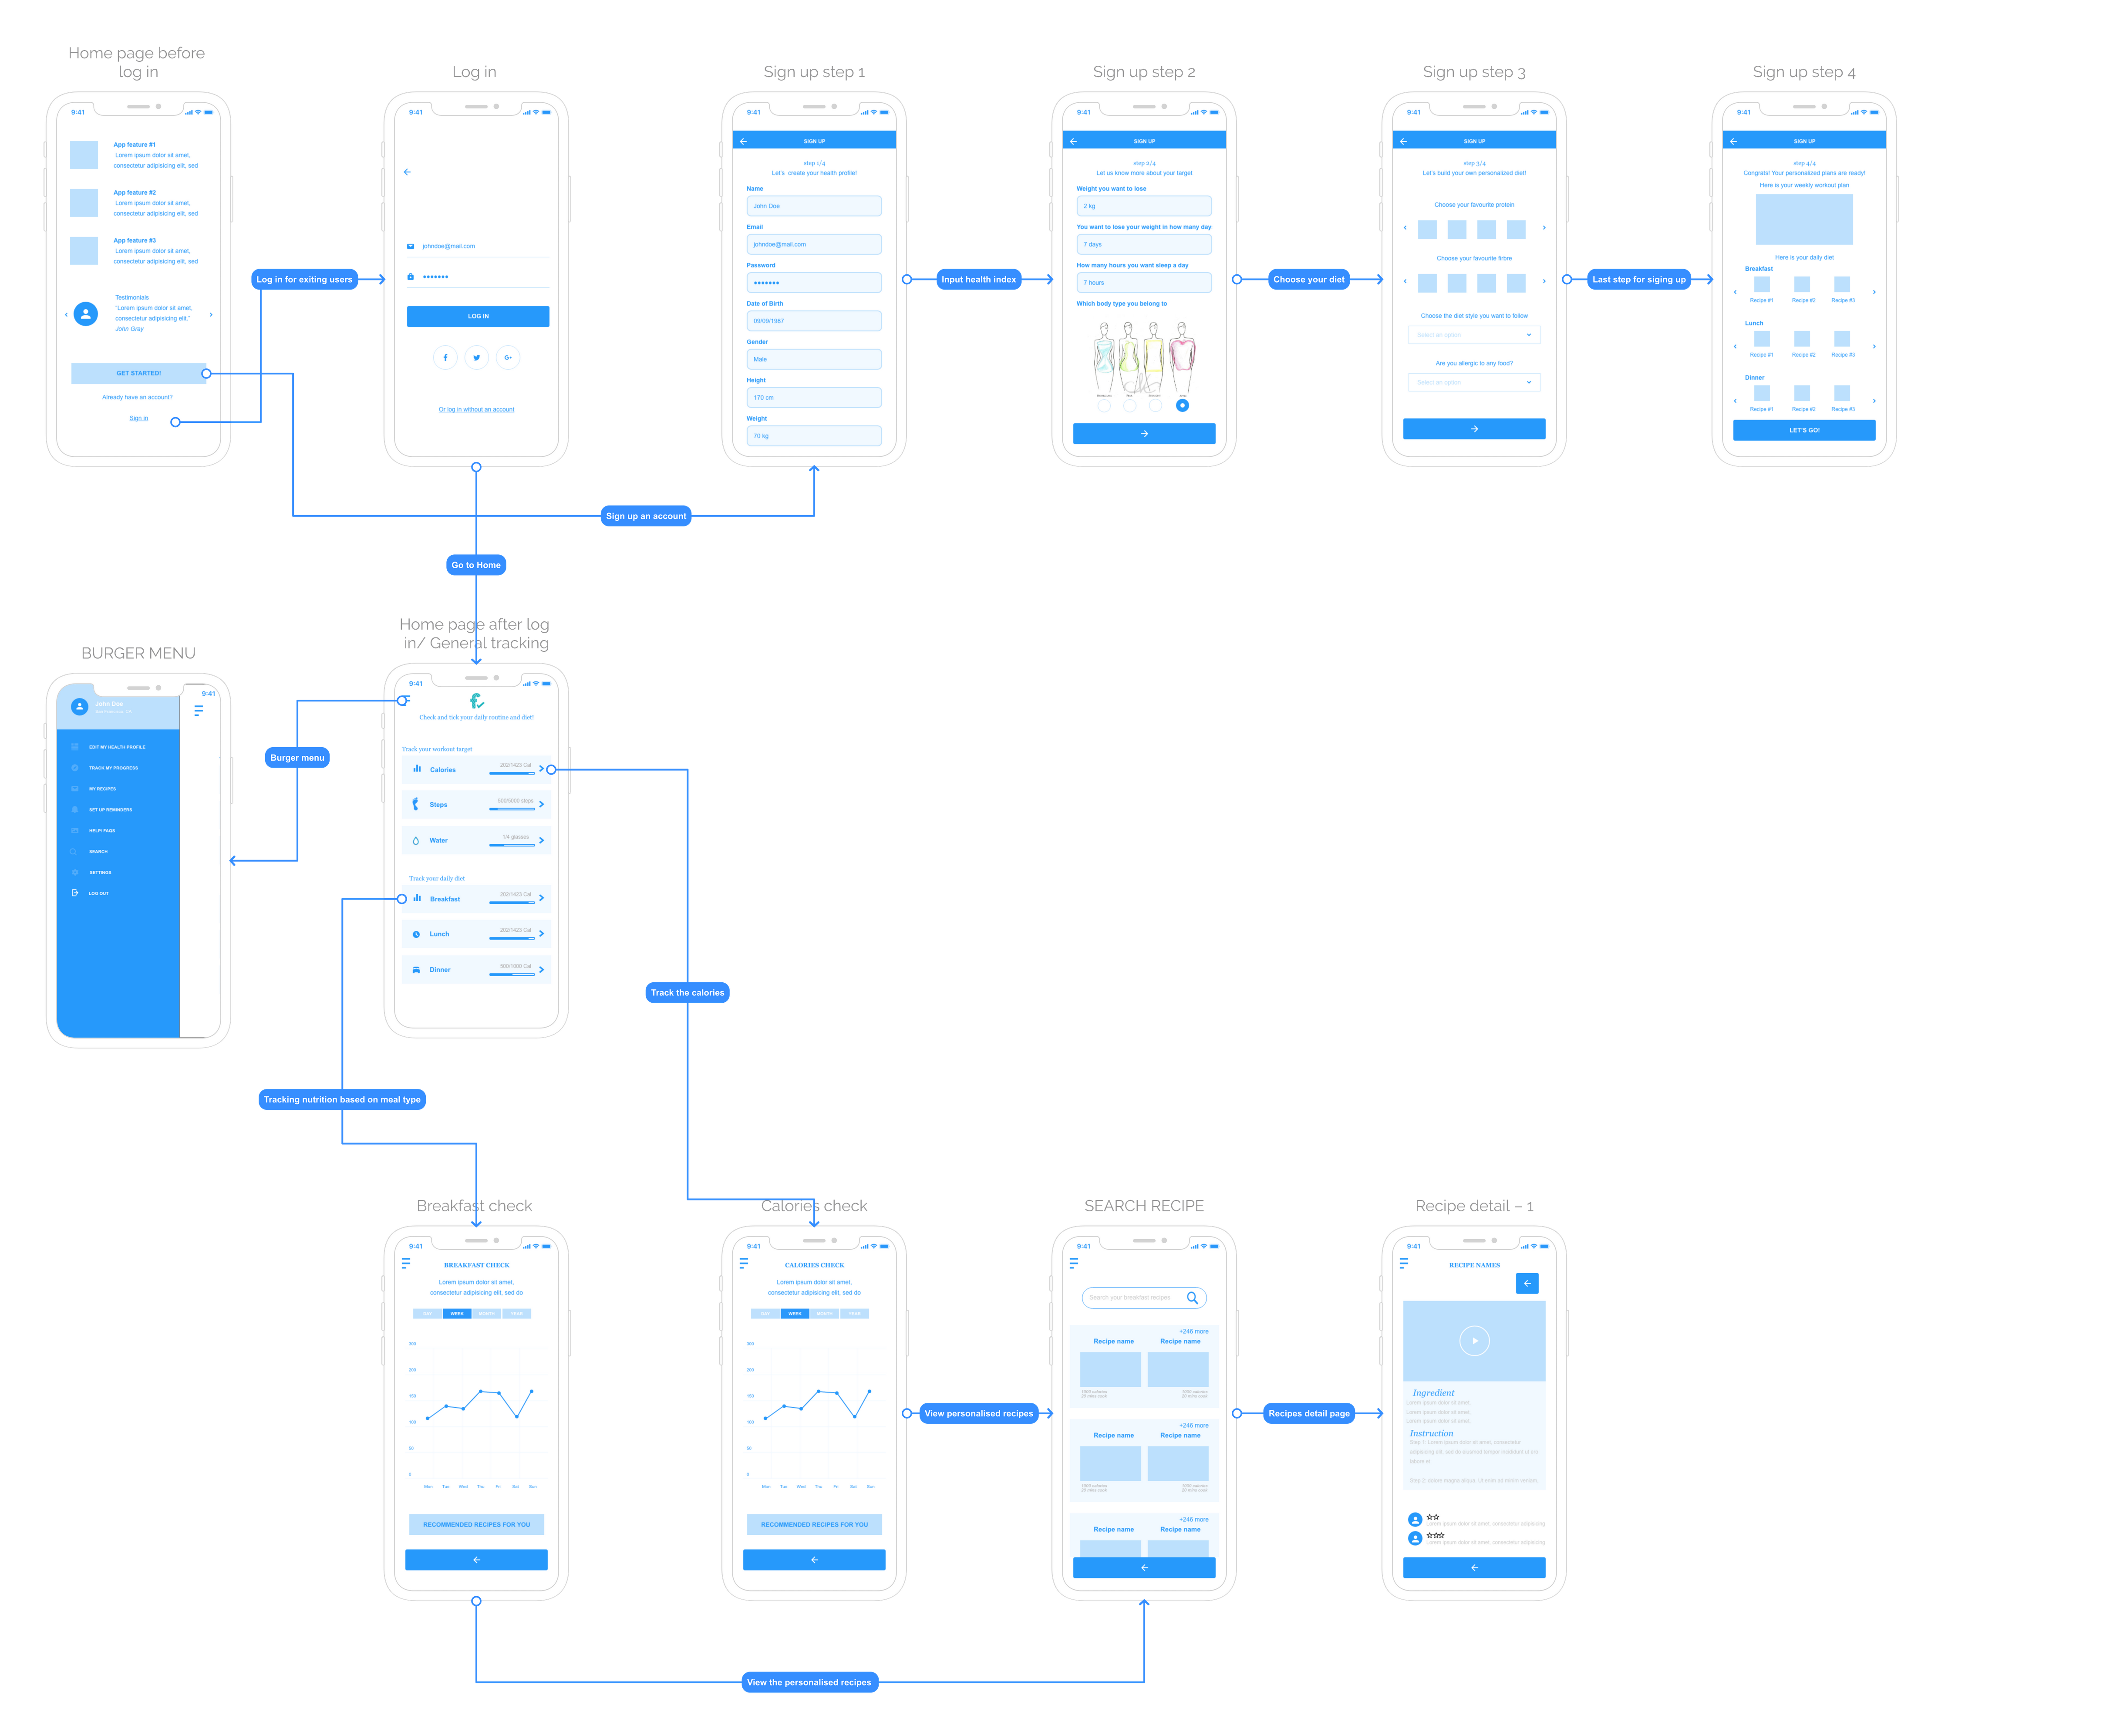 Home page before
log in
9:41
App feature #1
Lorem ipsum dolor sit amet,
consectetur adipisicing elit, sed
App feature #2
Lorem ipsum dolor sit amet,
consectetur adipisicing elit, sed
App feature #3
Lorem ipsum dolor sit amet,
consectetur adipisicing elit, sed
Testimonials
"Lorem ipsum dolor sit amet,
consectetur adipisicing elit."
John Gray
GET STARTED!
Already have an account?
Sign in
Log in for exiting users
Log in
9:41
johndoe@mail.com
LOG IN
G+
Or log in without an account
Sign up an account
Go to Home
Sign up step 1
9:41
SIGN UP
step 1/4
Let's create your health profile!
Name
John Doe
Email
johndoe@mail.com
Password
Date of Birth
09/09/1987
Gender
Male
Height
170 cm
Weight
70 kg
Input health index
Sign up step 2
9:41
SIGN UP
step 2/4
Let us know more about your target
Weight you want to lose
2 kg
You want to lose your weight in how many day
7 days
How many hours you want sleep a day
7 hours
Which body type you belong to
Choose your diet
Sign up step 3
9:41
SIGN UP
step 3/4
Let's build your own personalized diet!
Choose your favourite protein
Choose your favourite firbre
Choose the diet style you want to follow
Select an option
Are you allergic to any food?
Select an option
Last step for siging up
Sign up step 4
9:41
SIGN UP
step 4/4
Congrats! Your personalized plans are ready!
Here is your weekly workout plan
Here is your daily diet
Breakfast
Recipe #1 Recipe #2 Recipe #3
Lunch
Recipe #1 Recipe #2 Recipe #3
Dinner
Recipe #1 Recipe #2 Recipe #3
LET'S GO!
BURGER MENU
9:41
John Doe
EDIT MY HEALTH PROFILE
TRACK MY PROGRESS
MY RECIPES
SET UP REMINDERS
HELP/ FAQS
SEARCH
SETTINGS
LOG OUT
Burger menu
Home page after log
in/ General tracking
9:41
Check and tick your daily routine and diet!
Track your workout target
Calories 202/1423 Cal
Steps 500/5000 steps
Water 1/4 glasses
Track your daily diet
Breakfast 202/1423 Cal
Lunch 202/1423 Cal
Dinner 500/1000 Cal
Track the calories
Tracking nutrition based on meal type
Breakfast check
9:41
BREAKFAST CHECK
Lorem ipsum dolor sit amet,
consectetur adipisicing elit, sed do
DAY WEEK MONTH YEAR
300
200
150
100
50
0
Mon Tue Wed Thu Fri Sat Sun
RECOMMENDED RECIPES FOR YOU
Calories check
9:41
CALORIES CHECK
Lorem ipsum dolor sit amet,
consectetur adipisicing elit, sed do
DAY WEEK MONTH YEAR
300
200
150
100
50
0
Mon Tue Wed Thu Fri Sat Sun
RECOMMENDED RECIPES FOR YOU
View personalised recipes
SEARCH RECIPE
9:41
Search your breakfast recipes
+246 more
Recipe name Recipe name
+246 more
Recipe name Recipe name
+246 more
Recipe name Recipe name
Recipes detail page
Recipe detail – 1
9:41
RECIPE NAMES
Ingredient
Lorem ipsum dolor sit amet,
Lorem ipsum dolor sit amet,
Lorem ipsum dolor sit amet,
Instruction
Step 1: Lorem ipsum dolor sit amet, consectetur
adipisicing elit, sed do eiusmod tempor incididunt ut
labore et
Step 2: dolore magna aliqua. Ut enim ad minim veniam,
Lorem ipsum dolor sit amet, consectetur adipisicing
Lorem ipsum dolor sit amet, consectetur adipisicing
View the personalised recipes